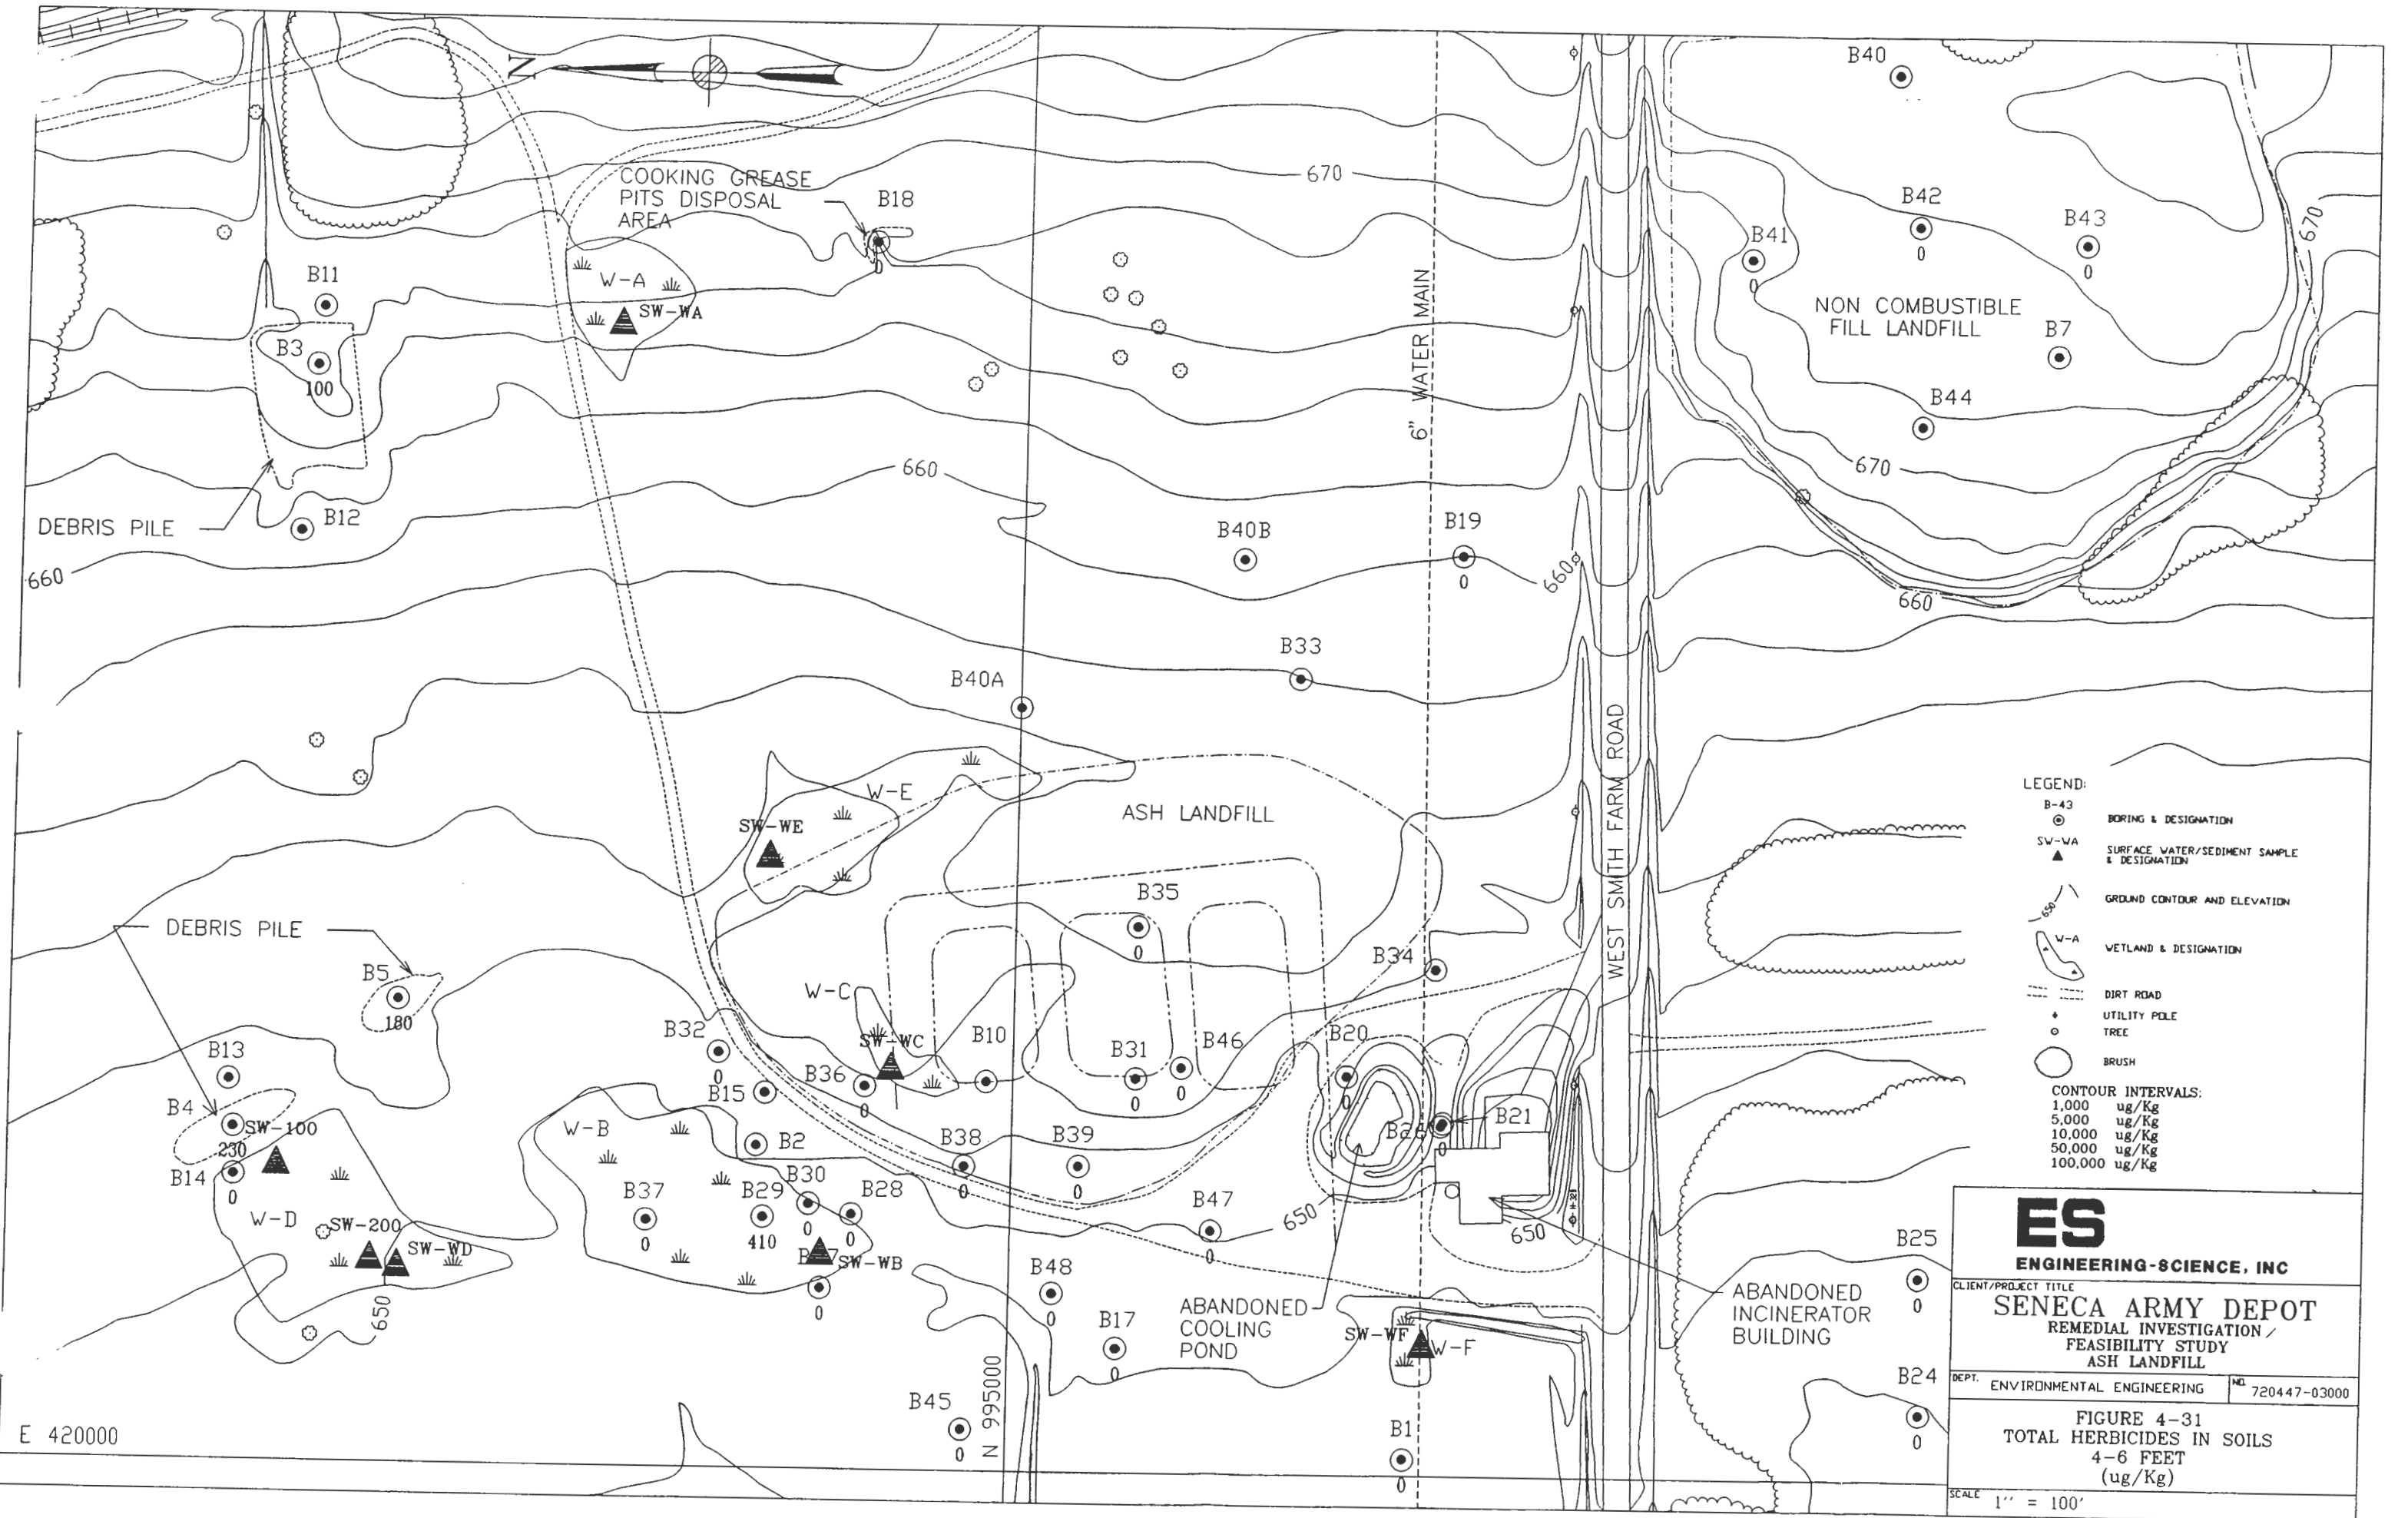 N
B40
COOKING GREASE
PITS DISPOSAL
AREA
B18
0
670
B42
0
B43
0
670
B41
0
B11
W-A
SW-WA
6" WATER MAIN
NON COMBUSTIBLE
FILL LANDFILL
B7
B3
100
B44
660
670
DEBRIS PILE
B12
B40B
B19
0
660
660
660
B33
B40A
WEST SMITH FARM ROAD
W-E
SW-WE
ASH LANDFILL
LEGEND:
B-43
BORING & DESIGNATION
SW-WA
SURFACE WATER/SEDIMENT SAMPLE
& DESIGNATION
650
GROUND CONTOUR AND ELEVATION
W-A
WETLAND & DESIGNATION
DIRT ROAD
UTILITY POLE
TREE
BRUSH
CONTOUR INTERVALS:
1,000 ug/Kg
5,000 ug/Kg
10,000 ug/Kg
50,000 ug/Kg
100,000 ug/Kg
B35
0
DEBRIS PILE
B5
180
B34
W-C
SW-WC
B32
0
B10
B46
0
B31
0
B20
0
B13
B15
B36
0
B4
230
SW-100
B14
0
W-B
B2
B38
0
B39
0
B26
B21
0
W-D
SW-200
SW-WD
B37
0
B29
410
B30
0
B28
0
SW-WB
0
B47
0
650
650
650
B25
0
B48
0
B17
0
ABANDONED
COOLING
POND
SW-WF
W-F
ABANDONED
INCINERATOR
BUILDING
B24
0
B45
0
N 995000
B1
0
E 420000
ES
ENGINEERING-SCIENCE, INC
CLIENT/PROJECT TITLE
SENECA ARMY DEPOT
REMEDIAL INVESTIGATION/
FEASIBILITY STUDY
ASH LANDFILL
DEPT. ENVIRONMENTAL ENGINEERING
NO. 720447-03000
FIGURE 4-31
TOTAL HERBICIDES IN SOILS
4-6 FEET
(ug/Kg)
SCALE 1'' = 100'